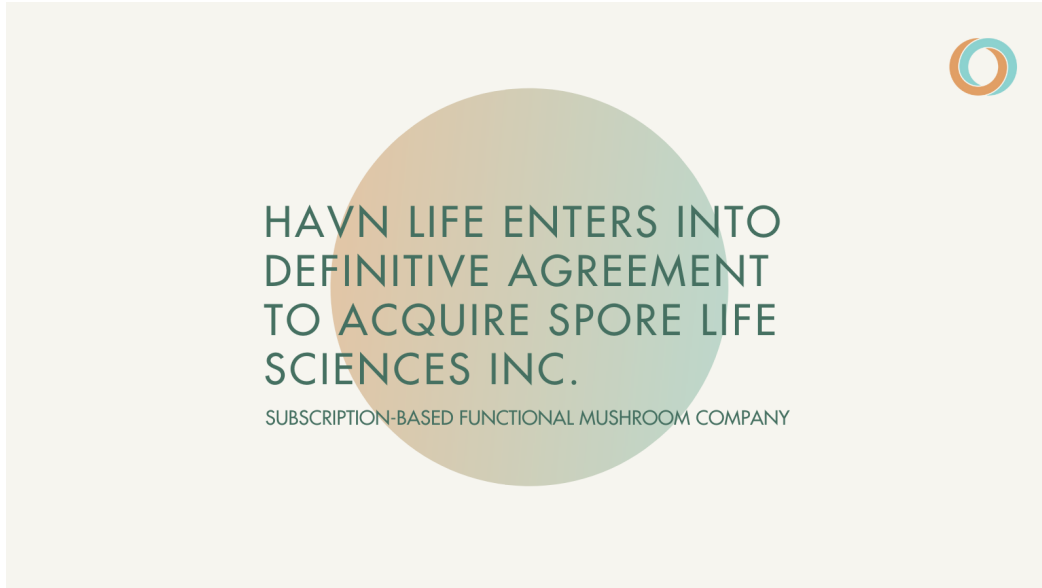 HAVN LIFE ENTERS INTO
DEFINITIVE AGREEMENT
TO ACQUIRE SPORE LIFE
SCIENCES INC.
SUBSCRIPTION-BASED FUNCTIONAL MUSHROOM COMPANY